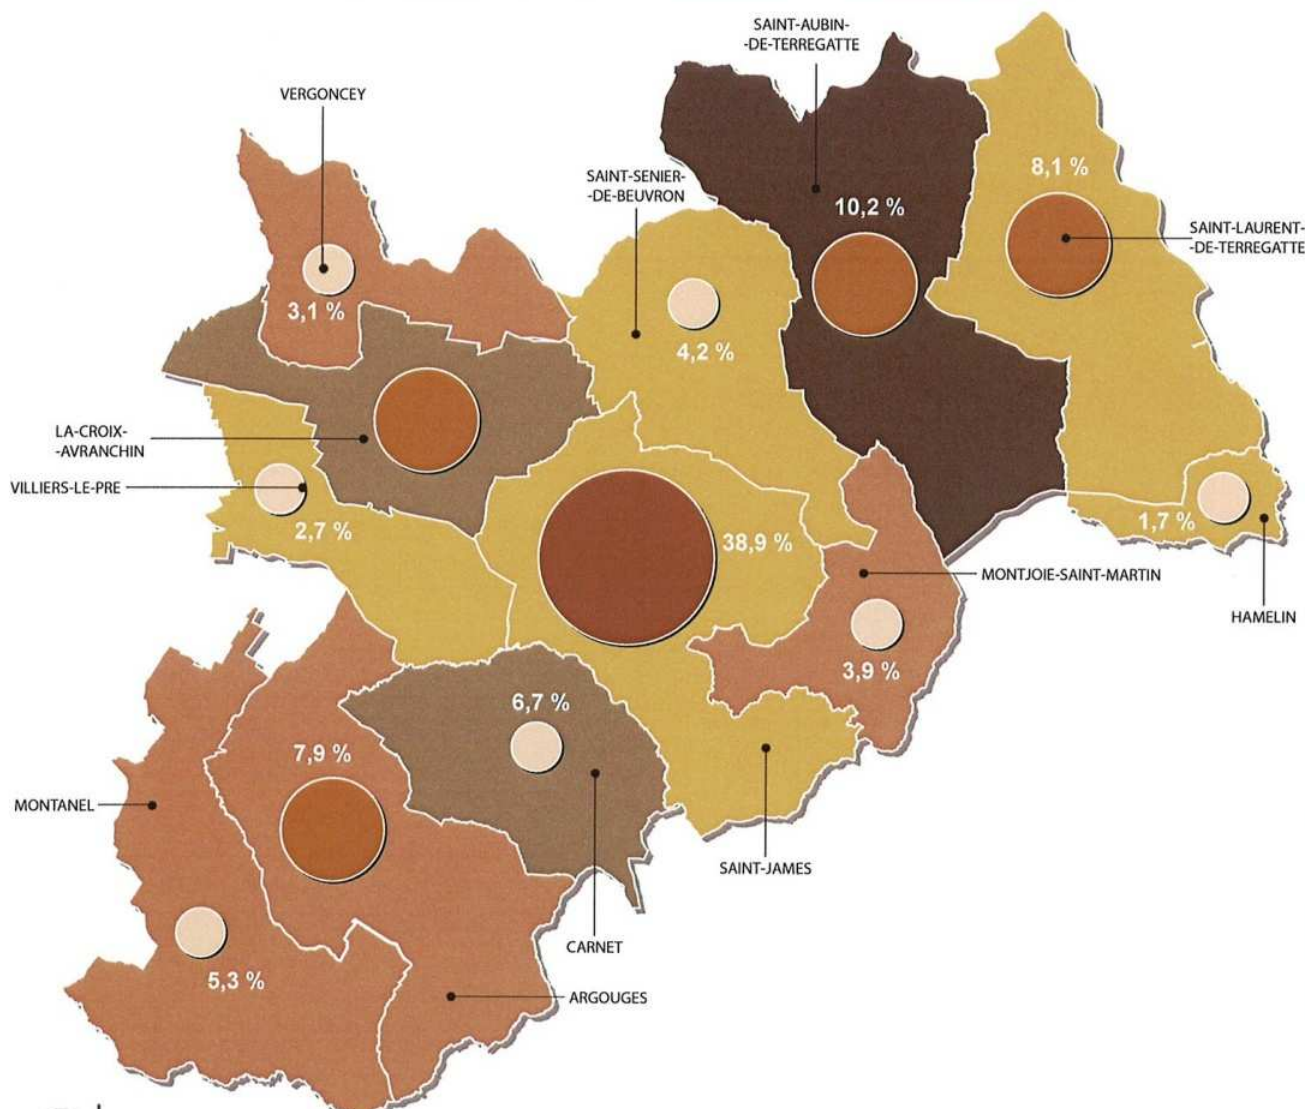 SAINT-AUBIN-
-DE-TERREGATTE
VERGONCEY
SAINT-SENIER-
-DE-BEUVRON
8,1 %
10,2 %
SAINT-LAURENT-
-DE-TERREGATTE
3,1 %
4,2 %
LA-CROIX-
-AVRANCHIN
VILLIERS-LE-PRE
2,7 %
38,9 %
1,7 %
MONTJOIE-SAINT-MARTIN
HAMELIN
3,9 %
6,7 %
7,9 %
MONTANEL
SAINT-JAMES
CARNET
5,3 %
ARGOUGES